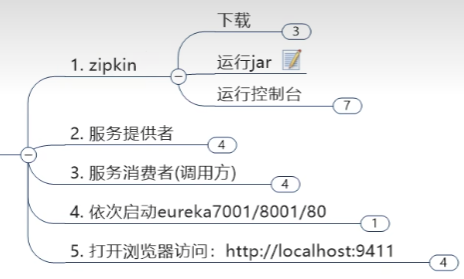 下载
3
1. zipkin
运行jar
运行控制台
7
2. 服务提供者
4
3. 服务消费者(调用方)
4
4. 依次启动eureka7001/8001/80
1
5. 打开浏览器访问：http://localhost:9411
4